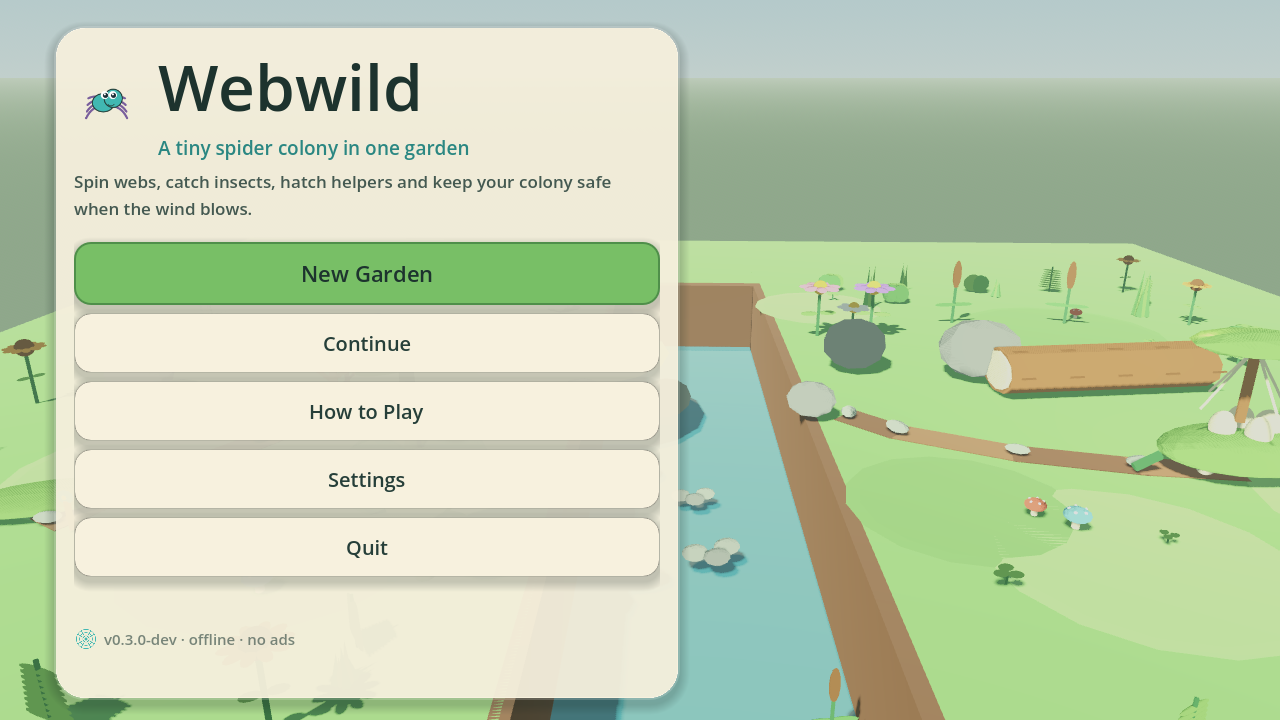 Webwild
A tiny spider colony in one garden
Spin webs, catch insects, hatch helpers and keep your colony safe
when the wind blows.
New Garden
Continue
How to Play
Settings
Quit
v0.3.0-dev · offline · no ads